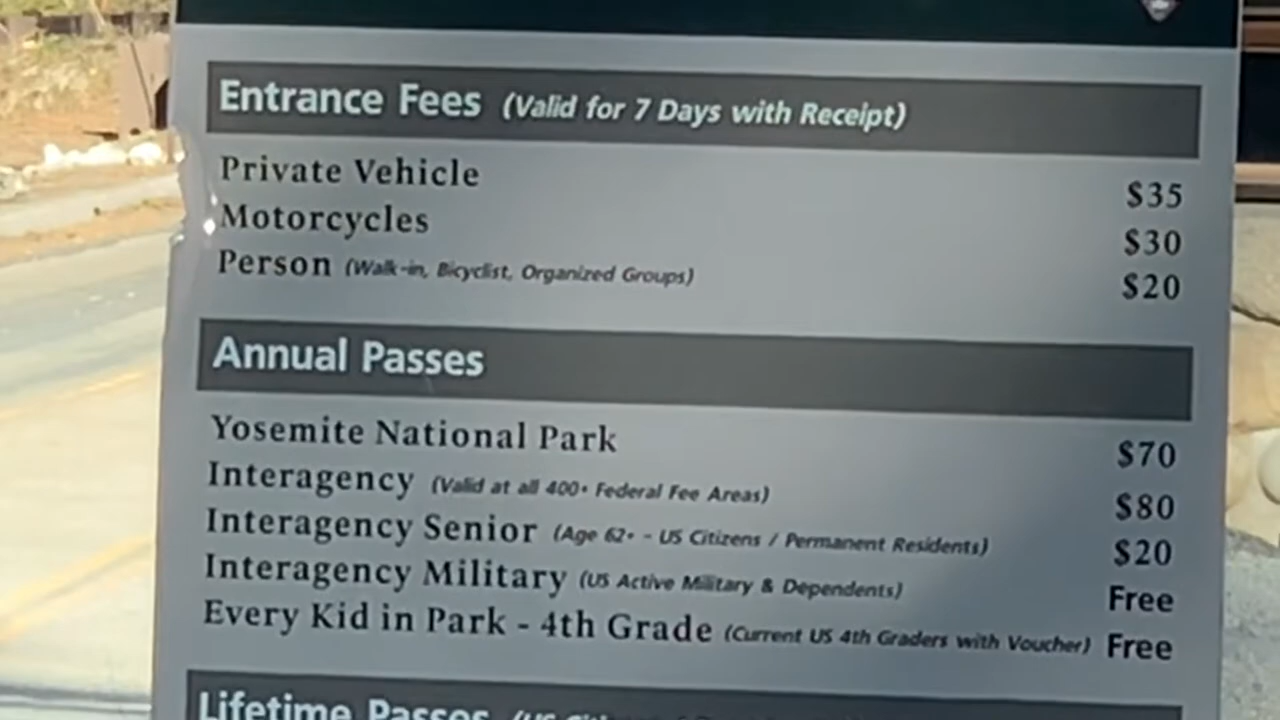 Entrance Fees (Valid for 7 Days with Receipt)
Private Vehicle $35
Motorcycles $30
Person (Walk-in, Bicyclist, Organized Groups) $20
Annual Passes
Yosemite National Park $70
Interagency (Valid at all 400+ Federal Fee Areas) $80
Interagency Senior (Age 62+ - US Citizens / Permanent Residents) $20
Interagency Military (US Active Military & Dependents) Free
Every Kid in Park - 4th Grade (Current US 4th Graders with Voucher) Free
Lifetime Passes